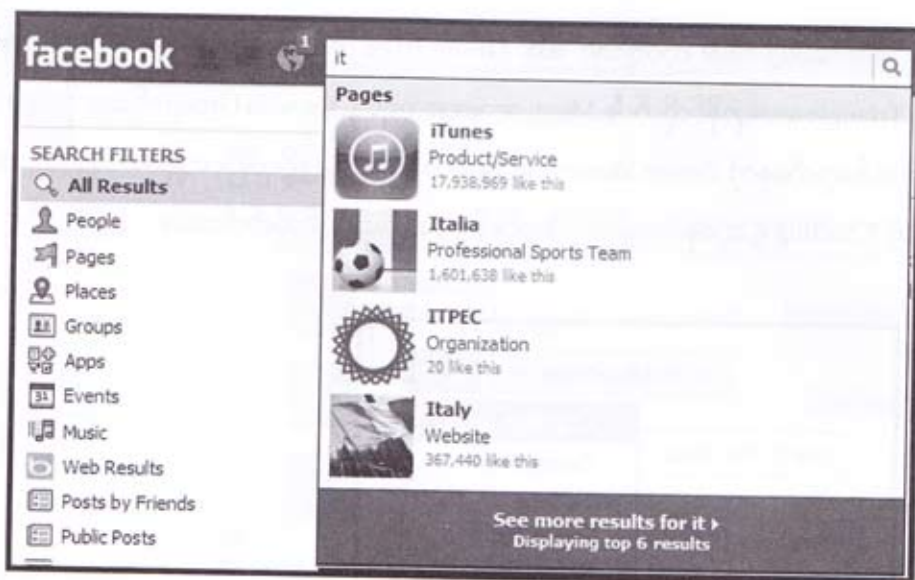 facebook
1
it
SEARCH FILTERS
All Results
People
Pages
Places
Groups
Apps
31 Events
Music
Web Results
Posts by Friends
Public Posts
Pages
iTunes
Product/Service
17,938,969 like this
Italia
Professional Sports Team
1,601,638 like this
ITPEC
Organization
20 like this
Italy
Website
367,440 like this
See more results for it ▸
Displaying top 6 results